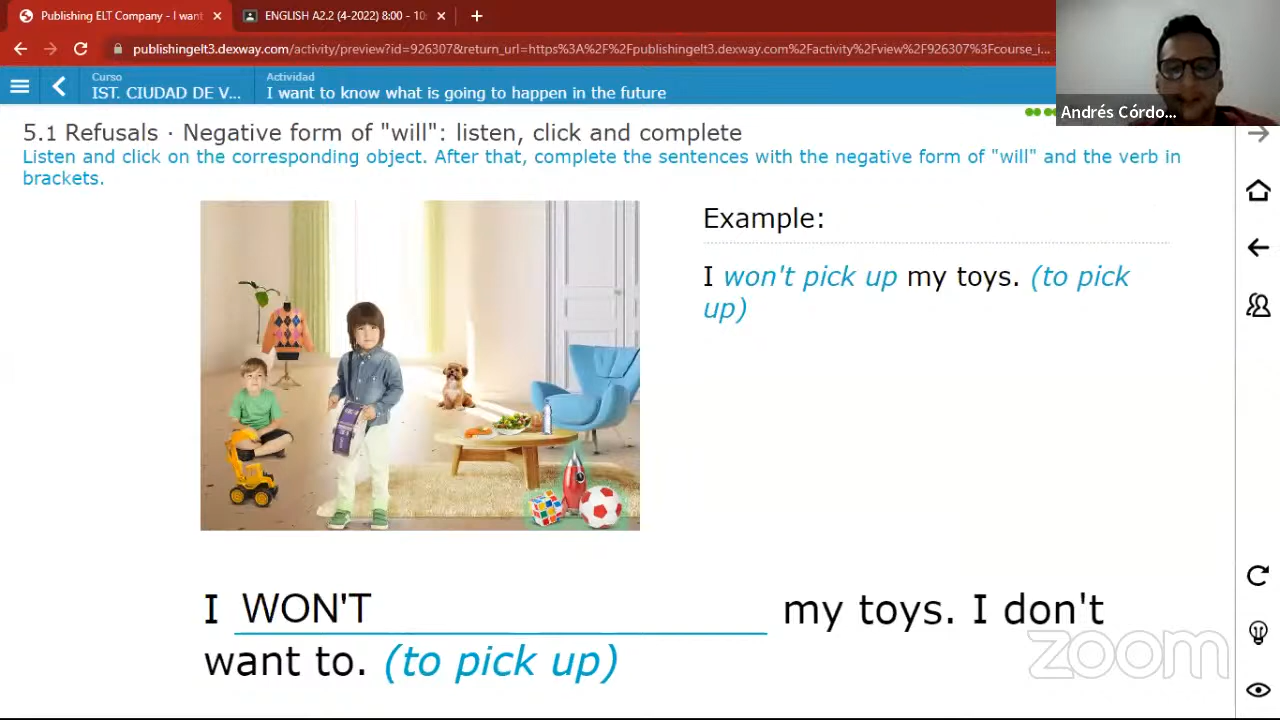 Publishing ELT Company - I want
ENGLISH A2.2 (4-2022) 8:00 - 10:
publishingelt3.dexway.com/activity/preview?id=926307&return_url=https%3A%2F%2Fpublishingelt3.dexway.com%2Factivity%2Fview%2F926307%3Fcourse_i...
Curso
IST. CIUDAD DE V...
Actividad
I want to know what is going to happen in the future
Andrés Córdo...
5.1 Refusals · Negative form of "will": listen, click and complete
Listen and click on the corresponding object. After that, complete the sentences with the negative form of "will" and the verb in
brackets.
Example:
I won't pick up my toys. (to pick
up)
I WON'T my toys. I don't
want to. (to pick up)
zoom